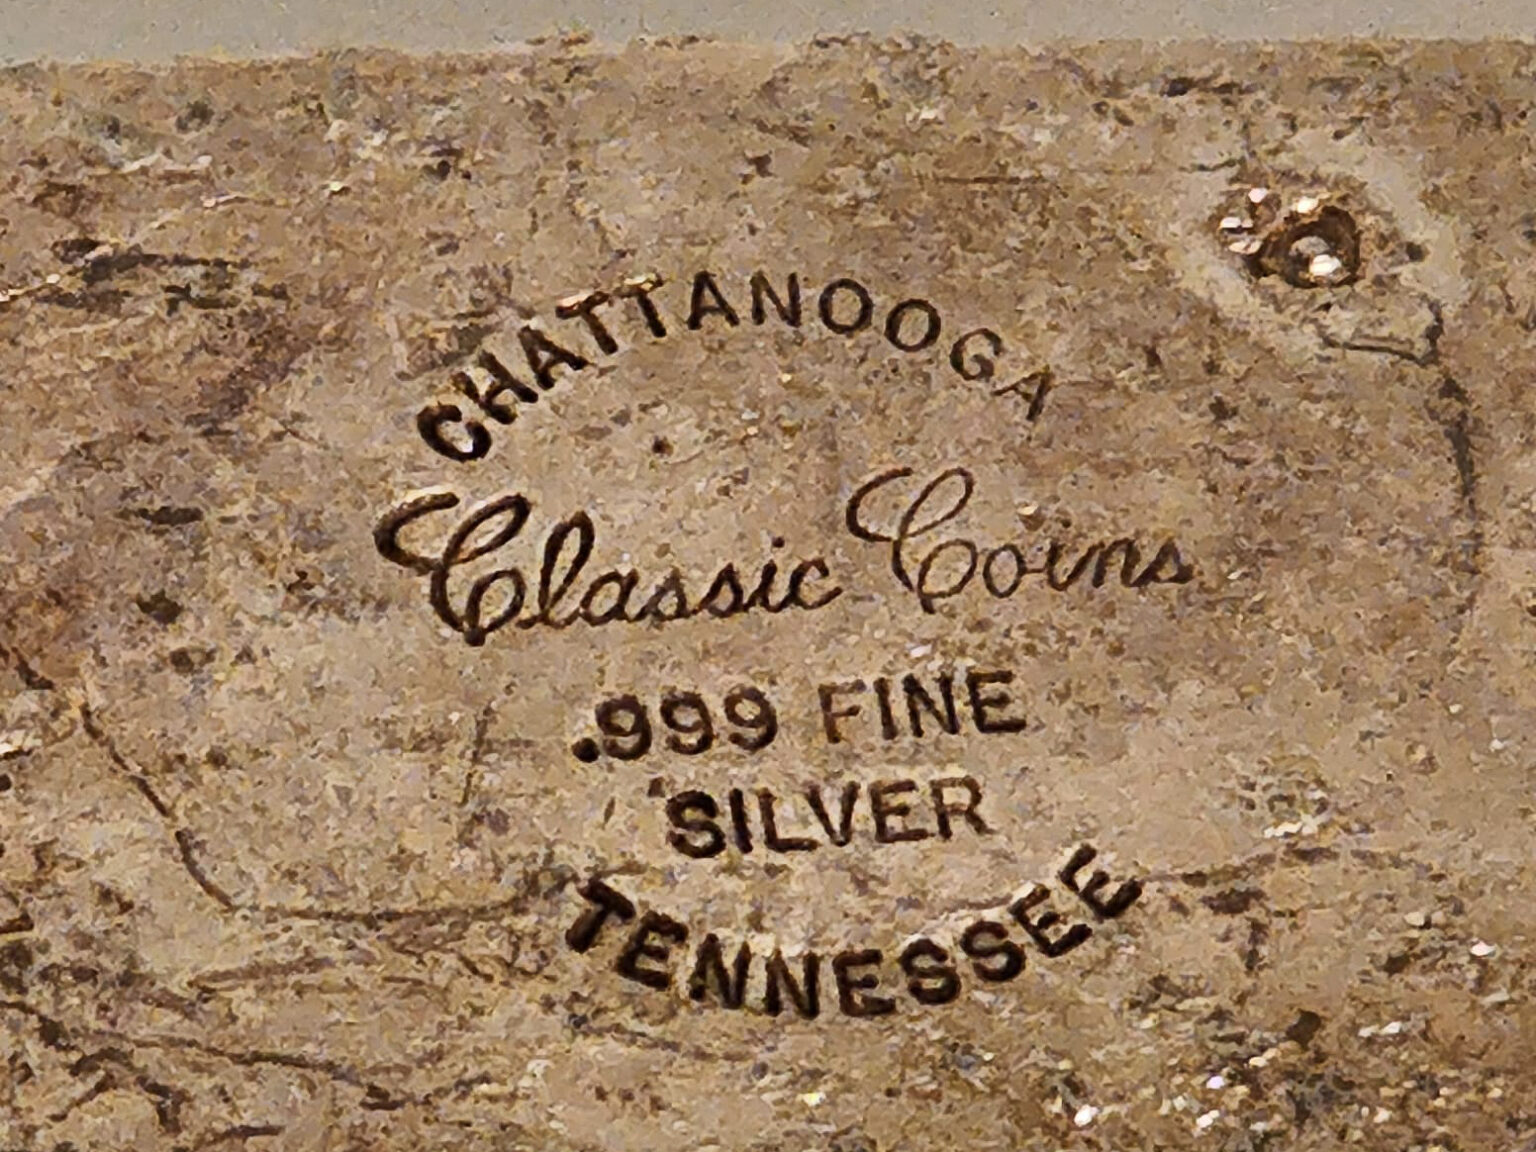 CHATTANOOGA
Classic Coins
.999 FINE
SILVER
TENNESSEE